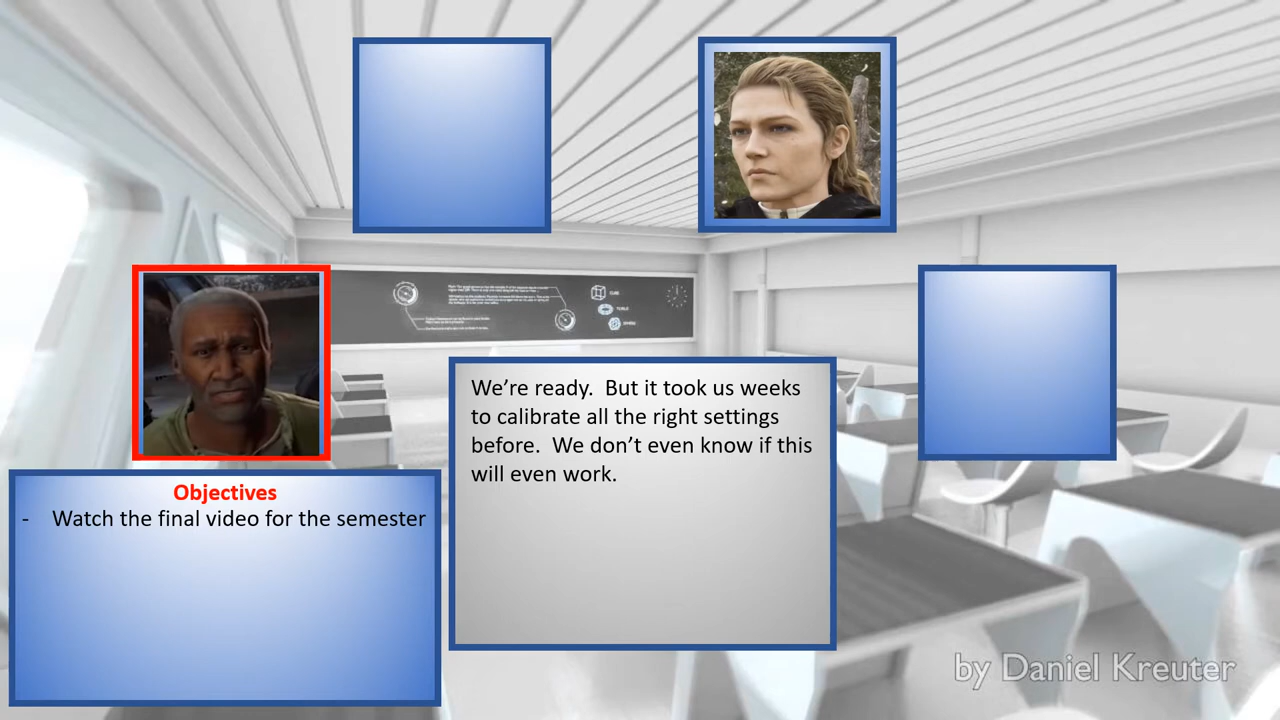 We’re ready.  But it took us weeks
to calibrate all the right settings
before.  We don’t even know if this
will even work.
Objectives
-    Watch the final video for the semester
by Daniel Kreuter